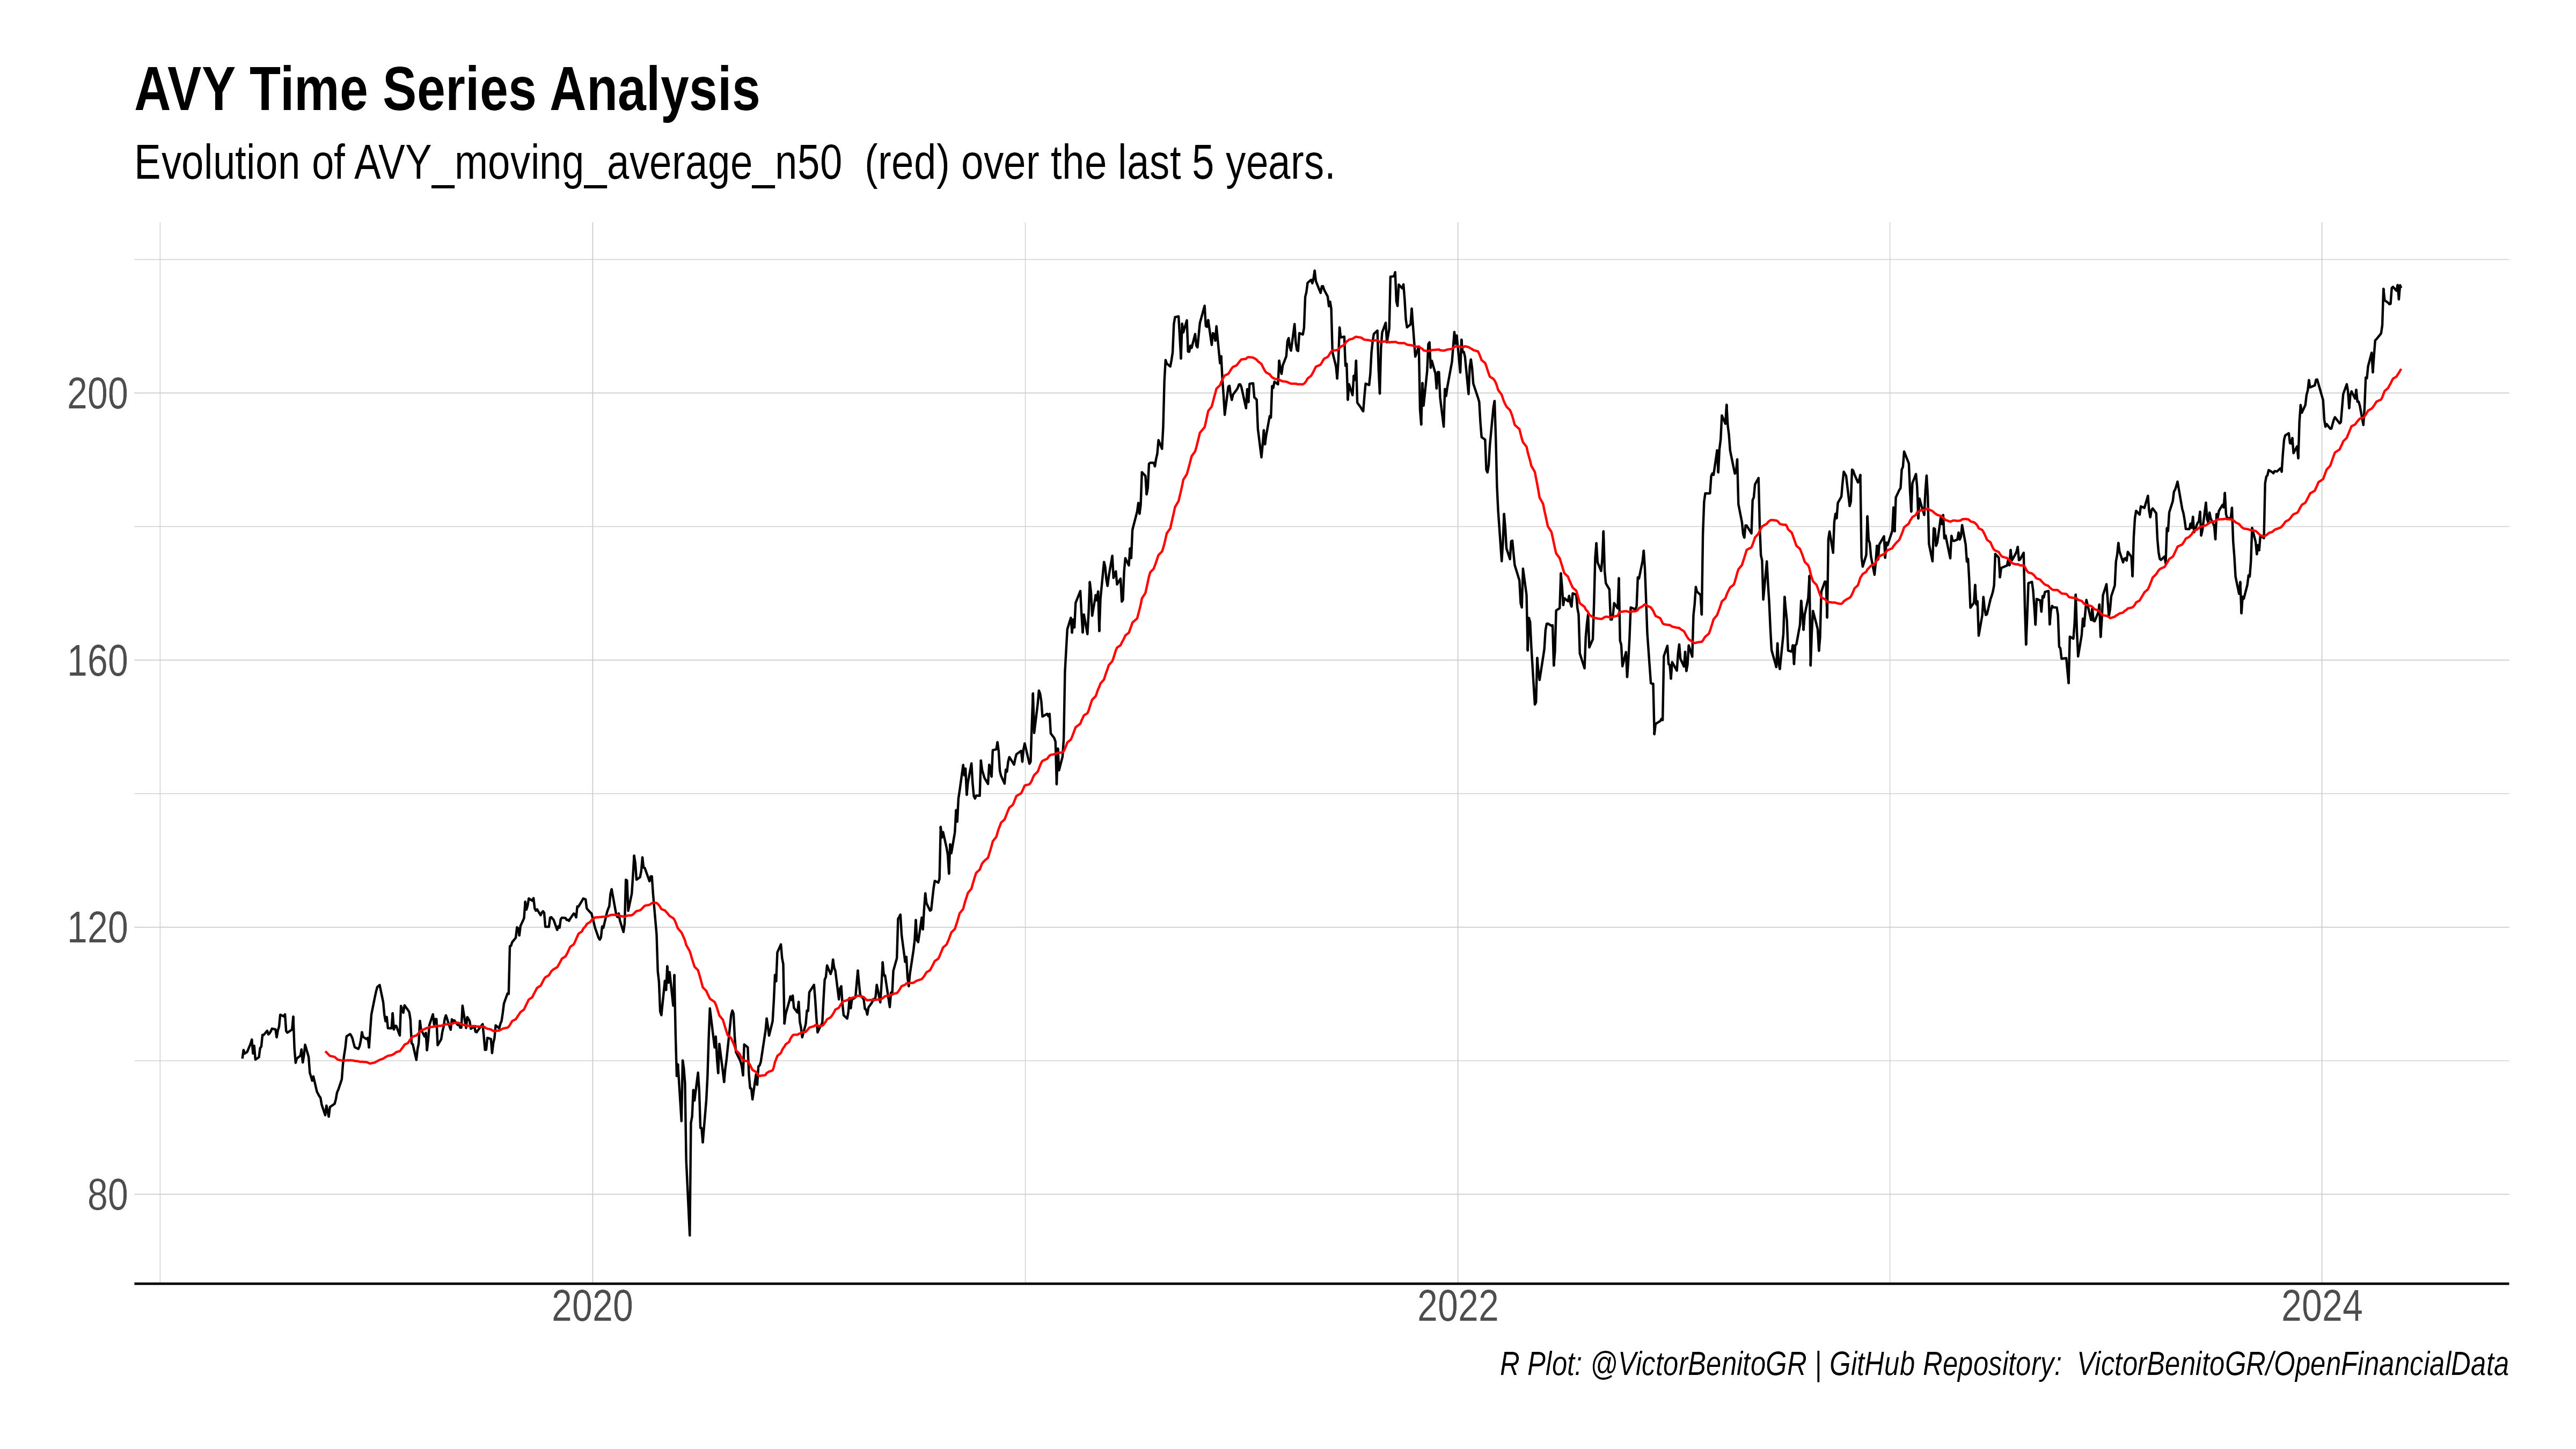 AVY Time Series Analysis
Evolution of AVY_moving_average_n50  (red) over the last 5 years.
200
160
120
80
2020 2022 2024
R Plot: @VictorBenitoGR | GitHub Repository:  VictorBenitoGR/OpenFinancialData